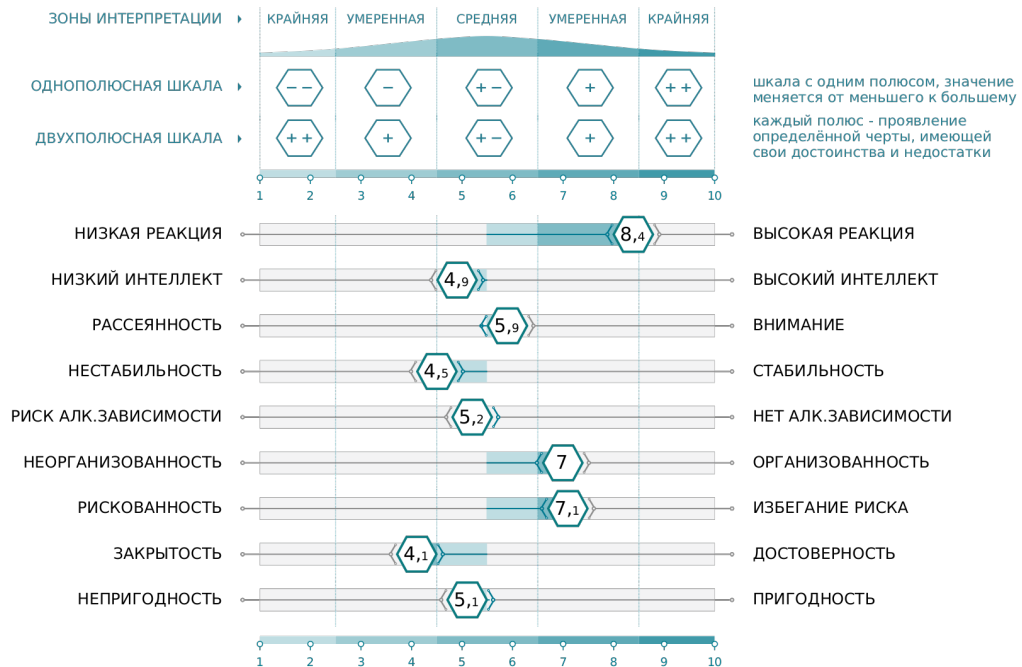 ЗОНЫ ИНТЕРПРЕТАЦИИ КРАЙНЯЯ УМЕРЕННАЯ СРЕДНЯЯ УМЕРЕННАЯ КРАЙНЯЯ
ОДНОПОЛЮСНАЯ ШКАЛА − − − + − + + +
шкала с одним полюсом, значение
меняется от меньшего к большему
ДВУХПОЛЮСНАЯ ШКАЛА + + + + − + + +
каждый полюс - проявление
определённой черты, имеющей
свои достоинства и недостатки
1 2 3 4 5 6 7 8 9 10
НИЗКАЯ РЕАКЦИЯ 8,4 ВЫСОКАЯ РЕАКЦИЯ
НИЗКИЙ ИНТЕЛЛЕКТ 4,9 ВЫСОКИЙ ИНТЕЛЛЕКТ
РАССЕЯННОСТЬ 5,9 ВНИМАНИЕ
НЕСТАБИЛЬНОСТЬ 4,5 СТАБИЛЬНОСТЬ
РИСК АЛК.ЗАВИСИМОСТИ 5,2 НЕТ АЛК.ЗАВИСИМОСТИ
НЕОРГАНИЗОВАННОСТЬ 7 ОРГАНИЗОВАННОСТЬ
РИСКОВАННОСТЬ 7,1 ИЗБЕГАНИЕ РИСКА
ЗАКРЫТОСТЬ 4,1 ДОСТОВЕРНОСТЬ
НЕПРИГОДНОСТЬ 5,1 ПРИГОДНОСТЬ
1 2 3 4 5 6 7 8 9 10